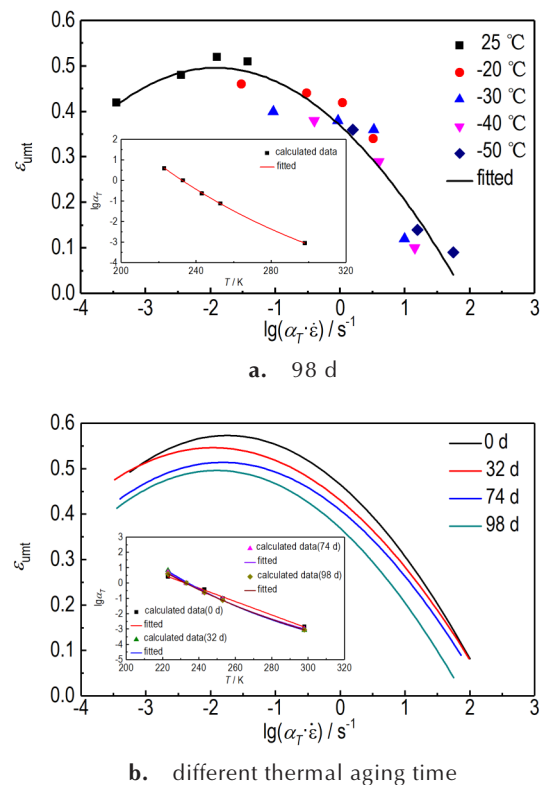 0.6
0.5
0.4
0.3
0.2
0.1
0.0
ε_umt
25 ℃
-20 ℃
-30 ℃
-40 ℃
-50 ℃
fitted
2
1
0
-1
-2
-3
-4
lgα_T
calculated data
fitted
200 240 280 320
T / K
-4 -3 -2 -1 0 1 2
lg(α_T·ε̇) / s⁻¹
a. 98 d
0.6
0.5
0.4
0.3
0.2
0.1
0.0
ε_umt
0 d
32 d
74 d
98 d
3
2
1
0
-1
-2
-3
-4
-5
lgα_T
calculated data(74 d)
fitted
calculated data(98 d)
fitted
calculated data(0 d)
fitted
calculated data(32 d)
fitted
200 220 240 260 280 300 320
T / K
-4 -3 -2 -1 0 1 2 3
lg(α_T·ε̇) / s⁻¹
b. different thermal aging time